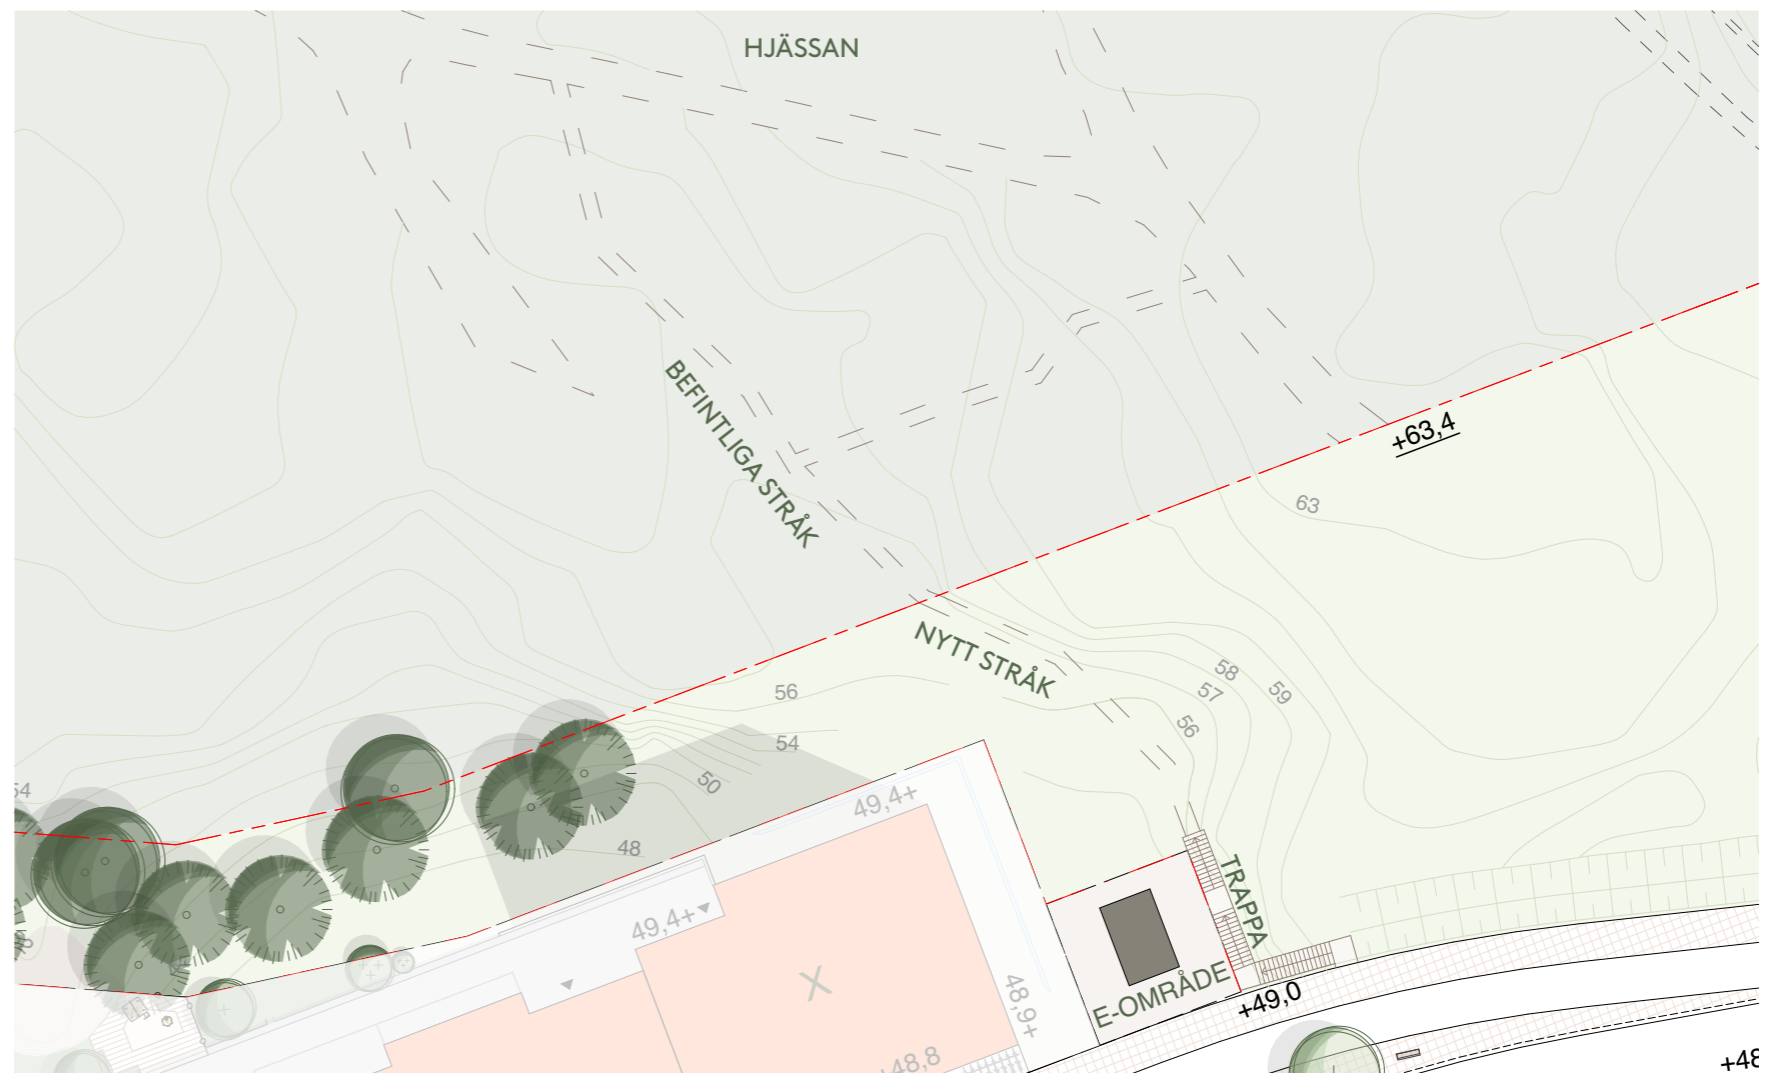 HJÄSSAN
BEFINTLIGA STRÅK
+63,4
63
NYTT STRÅK
58
57
59
56
56
54
50
54
48
49,4+
49,4+
TRAPPA
X
48,9+
E-OMRÅDE
+49,0
+48,8
+48